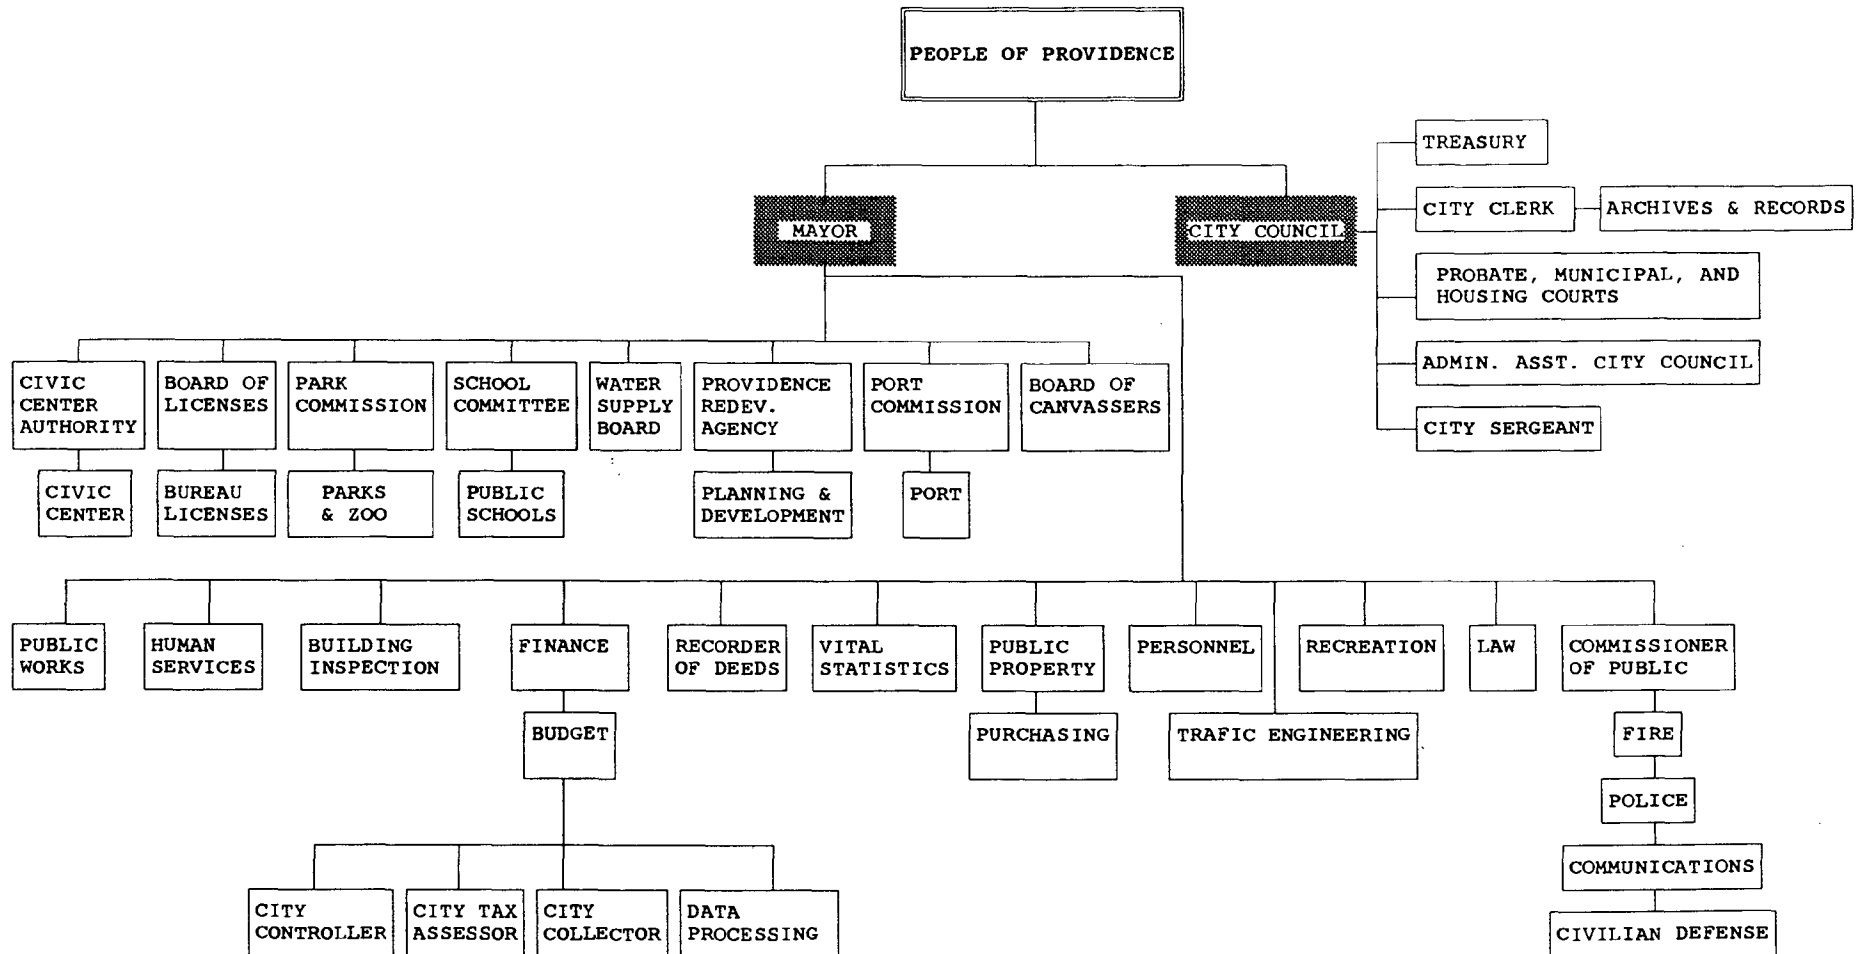 PEOPLE OF PROVIDENCE
MAYOR
CITY COUNCIL
TREASURY
CITY CLERK
ARCHIVES & RECORDS
PROBATE, MUNICIPAL, AND
HOUSING COURTS
ADMIN. ASST. CITY COUNCIL
CITY SERGEANT
CIVIC
CENTER
AUTHORITY
BOARD OF
LICENSES
PARK
COMMISSION
SCHOOL
COMMITTEE
WATER
SUPPLY
BOARD
PROVIDENCE
REDEV.
AGENCY
PORT
COMMISSION
BOARD OF
CANVASSERS
CIVIC
CENTER
BUREAU
LICENSES
PARKS
& ZOO
PUBLIC
SCHOOLS
PLANNING &
DEVELOPMENT
PORT
PUBLIC
WORKS
HUMAN
SERVICES
BUILDING
INSPECTION
FINANCE
RECORDER
OF DEEDS
VITAL
STATISTICS
PUBLIC
PROPERTY
PERSONNEL
RECREATION
LAW
COMMISSIONER
OF PUBLIC
BUDGET
PURCHASING
TRAFIC ENGINEERING
FIRE
POLICE
COMMUNICATIONS
CIVILIAN DEFENSE
CITY
CONTROLLER
CITY TAX
ASSESSOR
CITY
COLLECTOR
DATA
PROCESSING